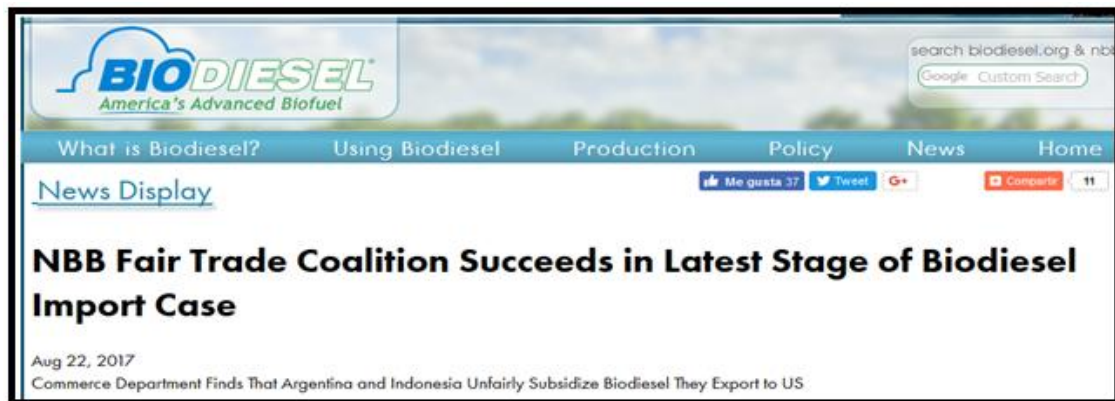 BIODIESEL
America's Advanced Biofuel
search biodiesel.org & nbb
Google Custom Search
What is Biodiesel? Using Biodiesel Production Policy News Home
News Display
Me gusta 37 Tweet G+ Compartir 11
NBB Fair Trade Coalition Succeeds in Latest Stage of Biodiesel
Import Case
Aug 22, 2017
Commerce Department Finds That Argentina and Indonesia Unfairly Subsidize Biodiesel They Export to US